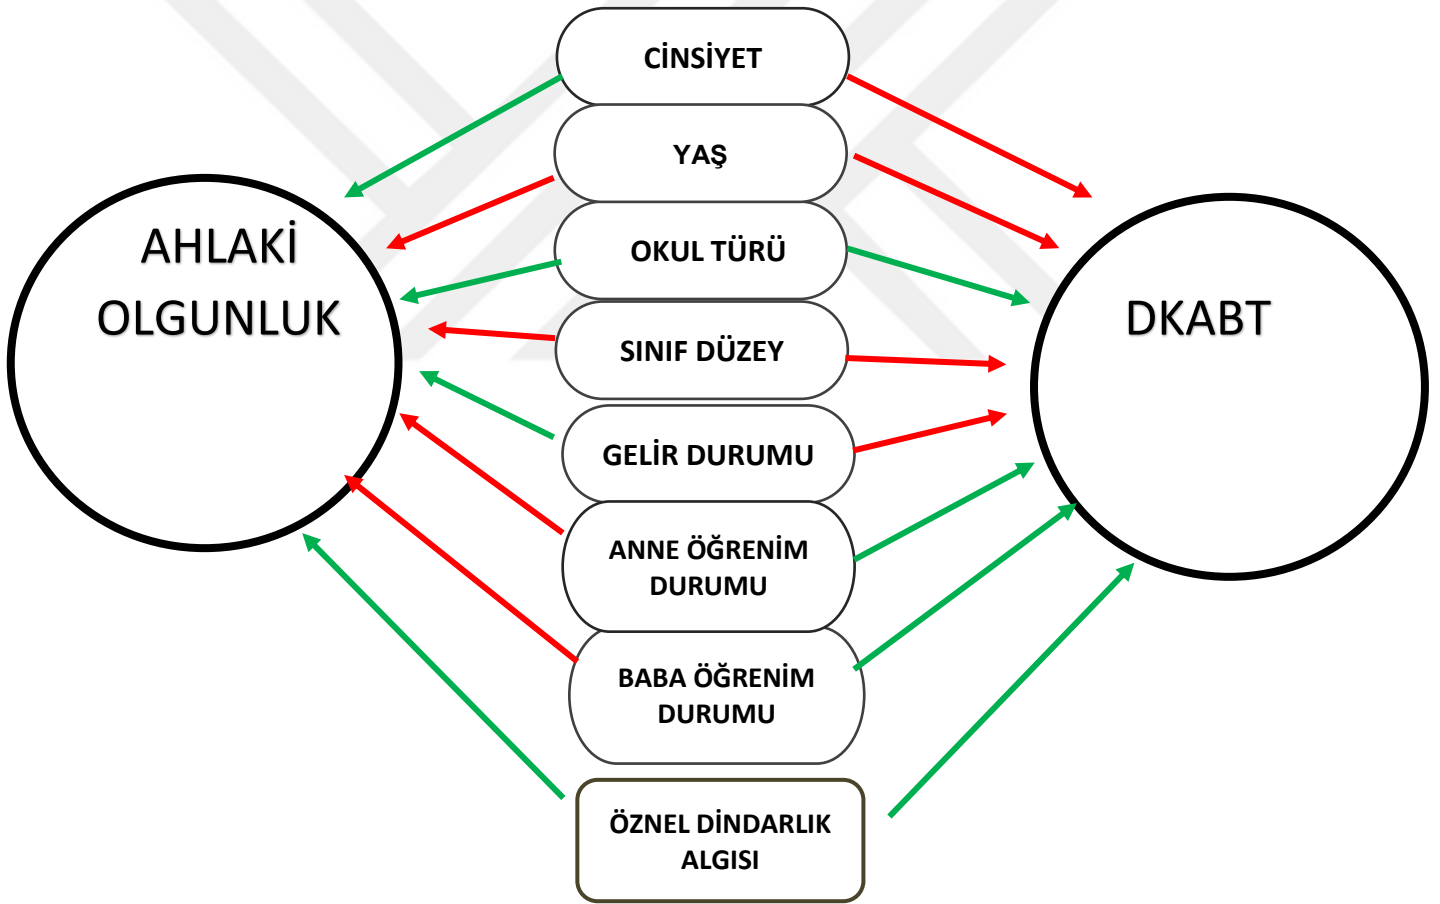 CİNSİYET
YAŞ
AHLAKİ
OLGUNLUK
OKUL TÜRÜ
DKABT
SINIF DÜZEY
GELİR DURUMU
ANNE ÖĞRENİM
DURUMU
BABA ÖĞRENİM
DURUMU
ÖZNEL DİNDARLIK
ALGISI